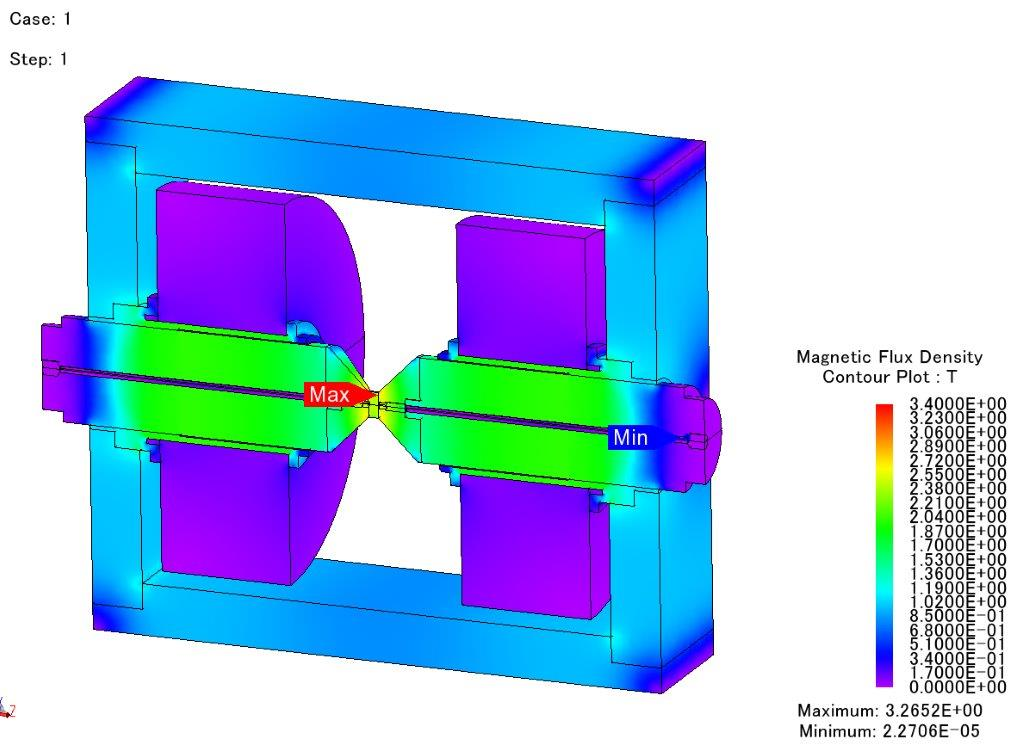 Case: 1
Step: 1
Max
Min
Magnetic Flux Density
Contour Plot : T
3.4000E+00
3.2300E+00
3.0600E+00
2.8900E+00
2.7200E+00
2.5500E+00
2.3800E+00
2.2100E+00
2.0400E+00
1.8700E+00
1.7000E+00
1.5300E+00
1.3600E+00
1.1900E+00
1.0200E+00
8.5000E-01
6.8000E-01
5.1000E-01
3.4000E-01
1.7000E-01
0.0000E+00
Maximum: 3.2652E+00
Minimum: 2.2706E-05
Z